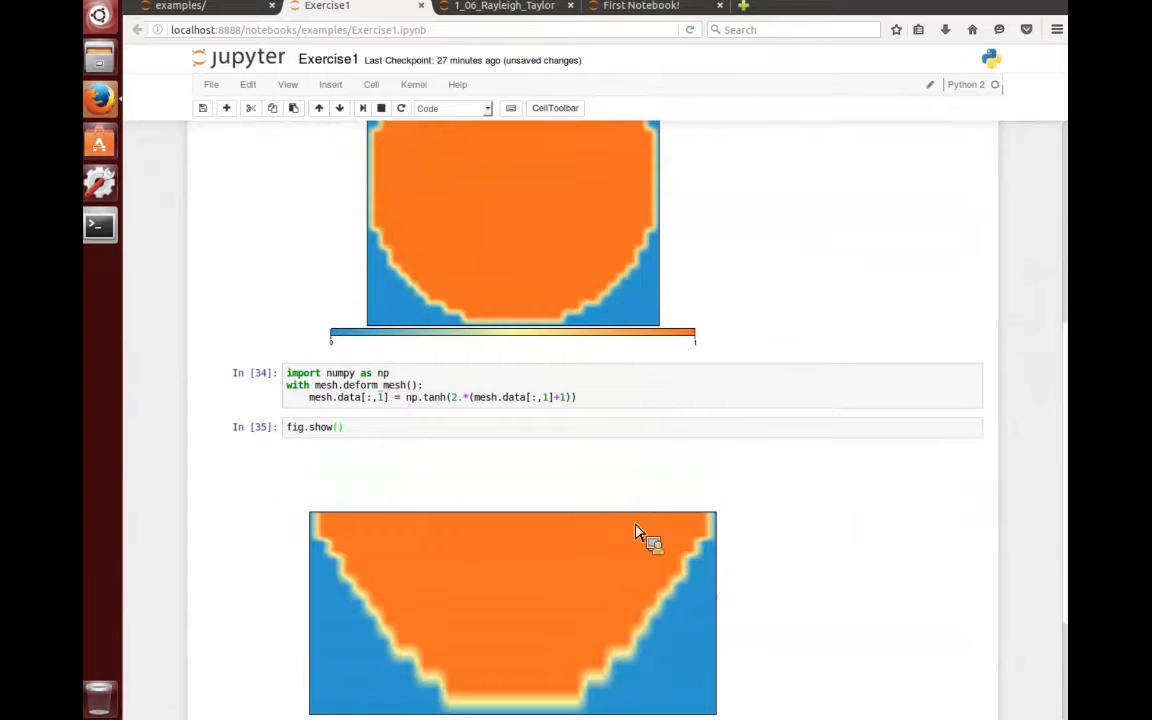 examples/ Exercise1 1_06_Rayleigh_Taylor First Notebook!
localhost:8888/notebooks/examples/Exercise1.ipynb Search
jupyter Exercise1 Last Checkpoint: 27 minutes ago (unsaved changes)
File Edit View Insert Cell Kernel Help Python 2
Code CellToolbar
0 1
In [34]: import numpy as np
with mesh.deform_mesh():
mesh.data[:,1] = np.tanh(2.*(mesh.data[:,1]+1))
In [35]: fig.show()